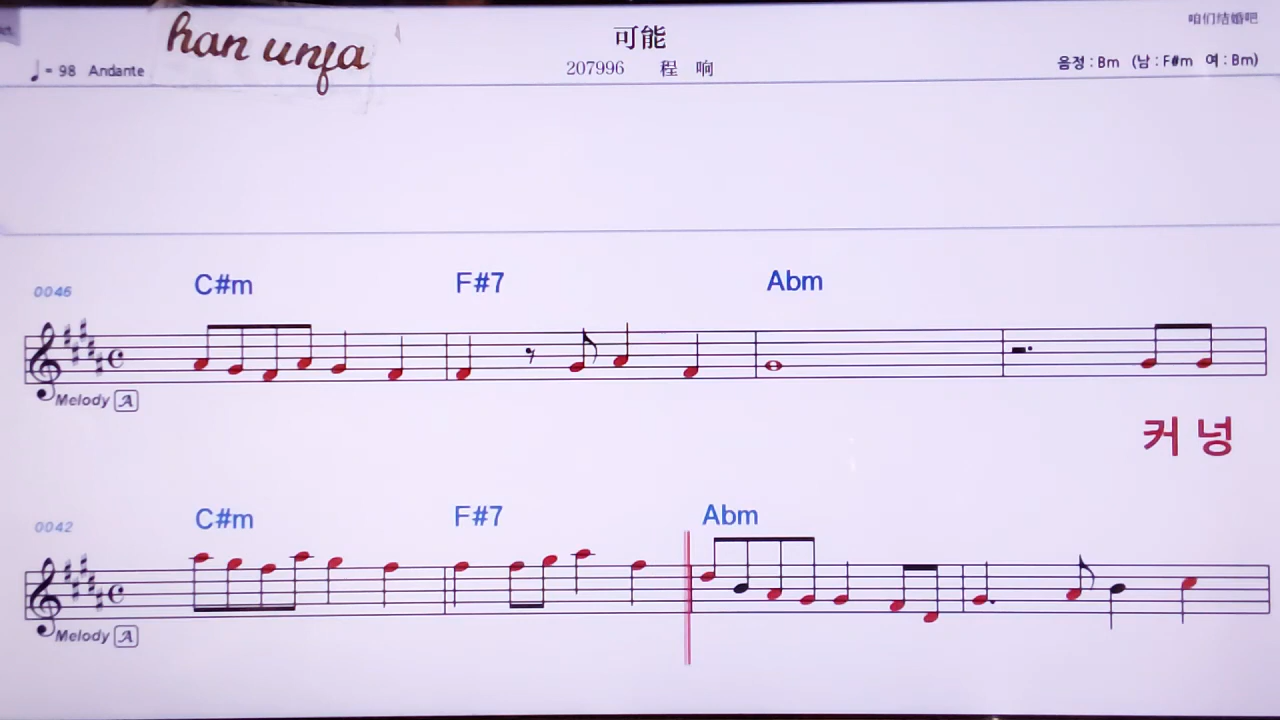 han unfa
可能
咱们结婚吧
♩= 98 Andante
207996 程 响
음정 : Bm (남 : F#m 여 : Bm)
C#m F#7 Abm
0046
Melody A
커 넝
C#m F#7 Abm
0042
Melody A